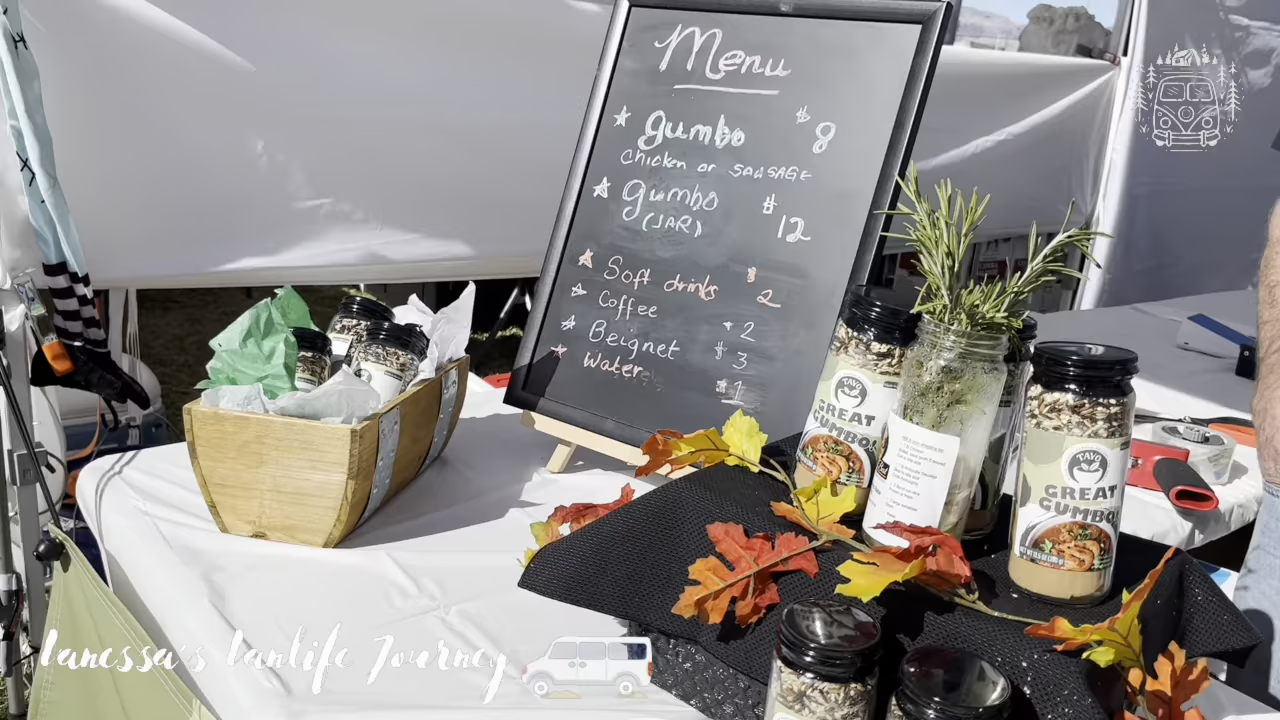 Menu
gumbo $8
chicken or SAUSAGE
gumbo $12
(JAR)
Soft drinks $2
Coffee $2
Beignet $3
Water $1
TAVO
GREAT
GUMBO!
TAVO
GREAT
GUMBO!
Vanessa's Vanlife Journey